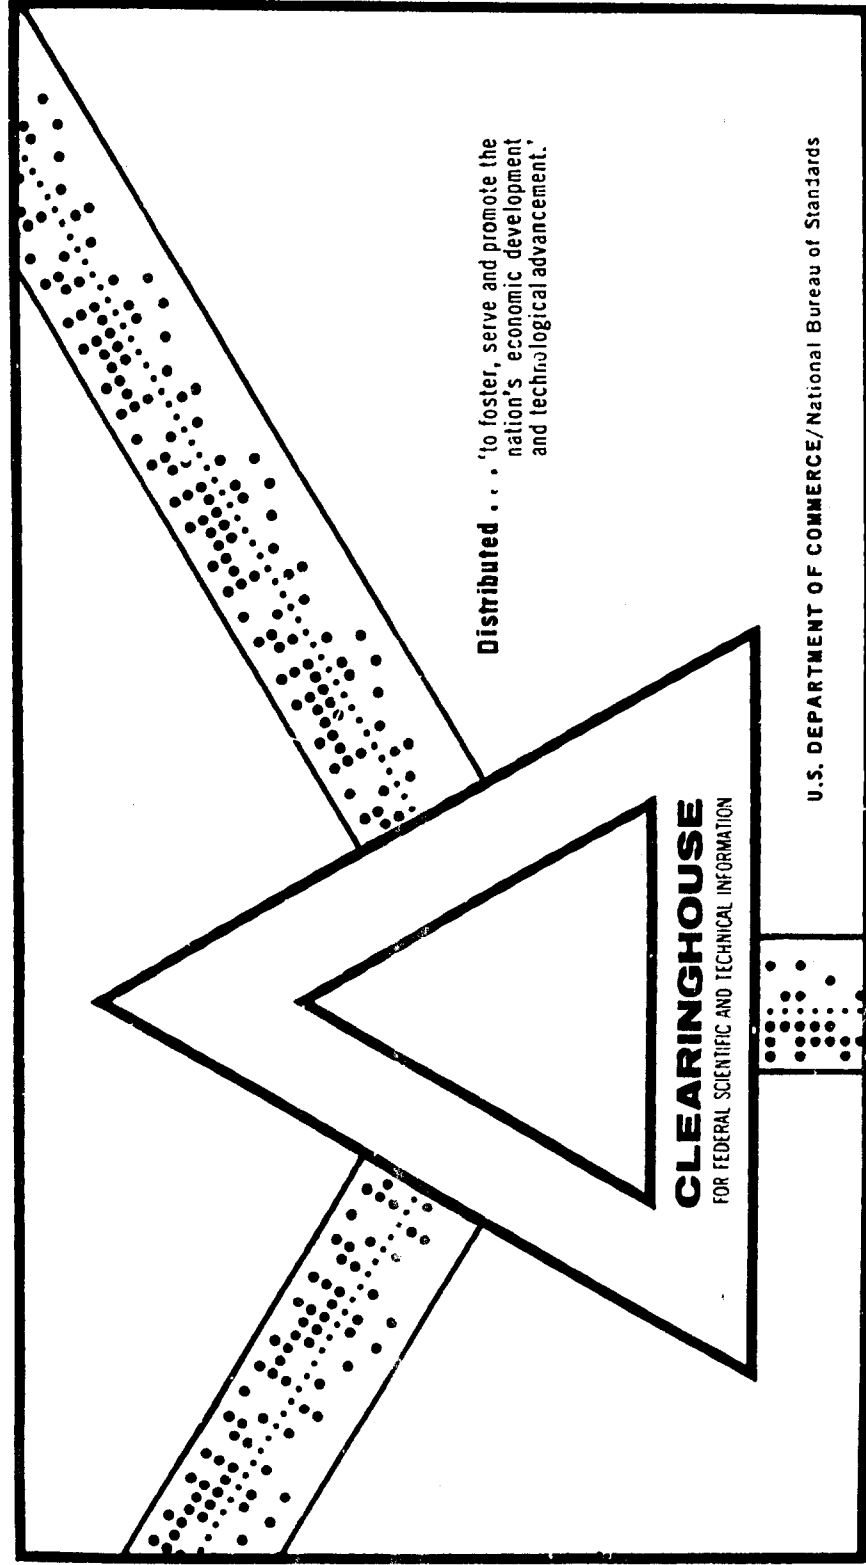 Distributed . . . 'to foster, serve and promote the
nation's economic development
and technological advancement.'
CLEARINGHOUSE
FOR FEDERAL SCIENTIFIC AND TECHNICAL INFORMATION
U.S. DEPARTMENT OF COMMERCE/National Bureau of Standards